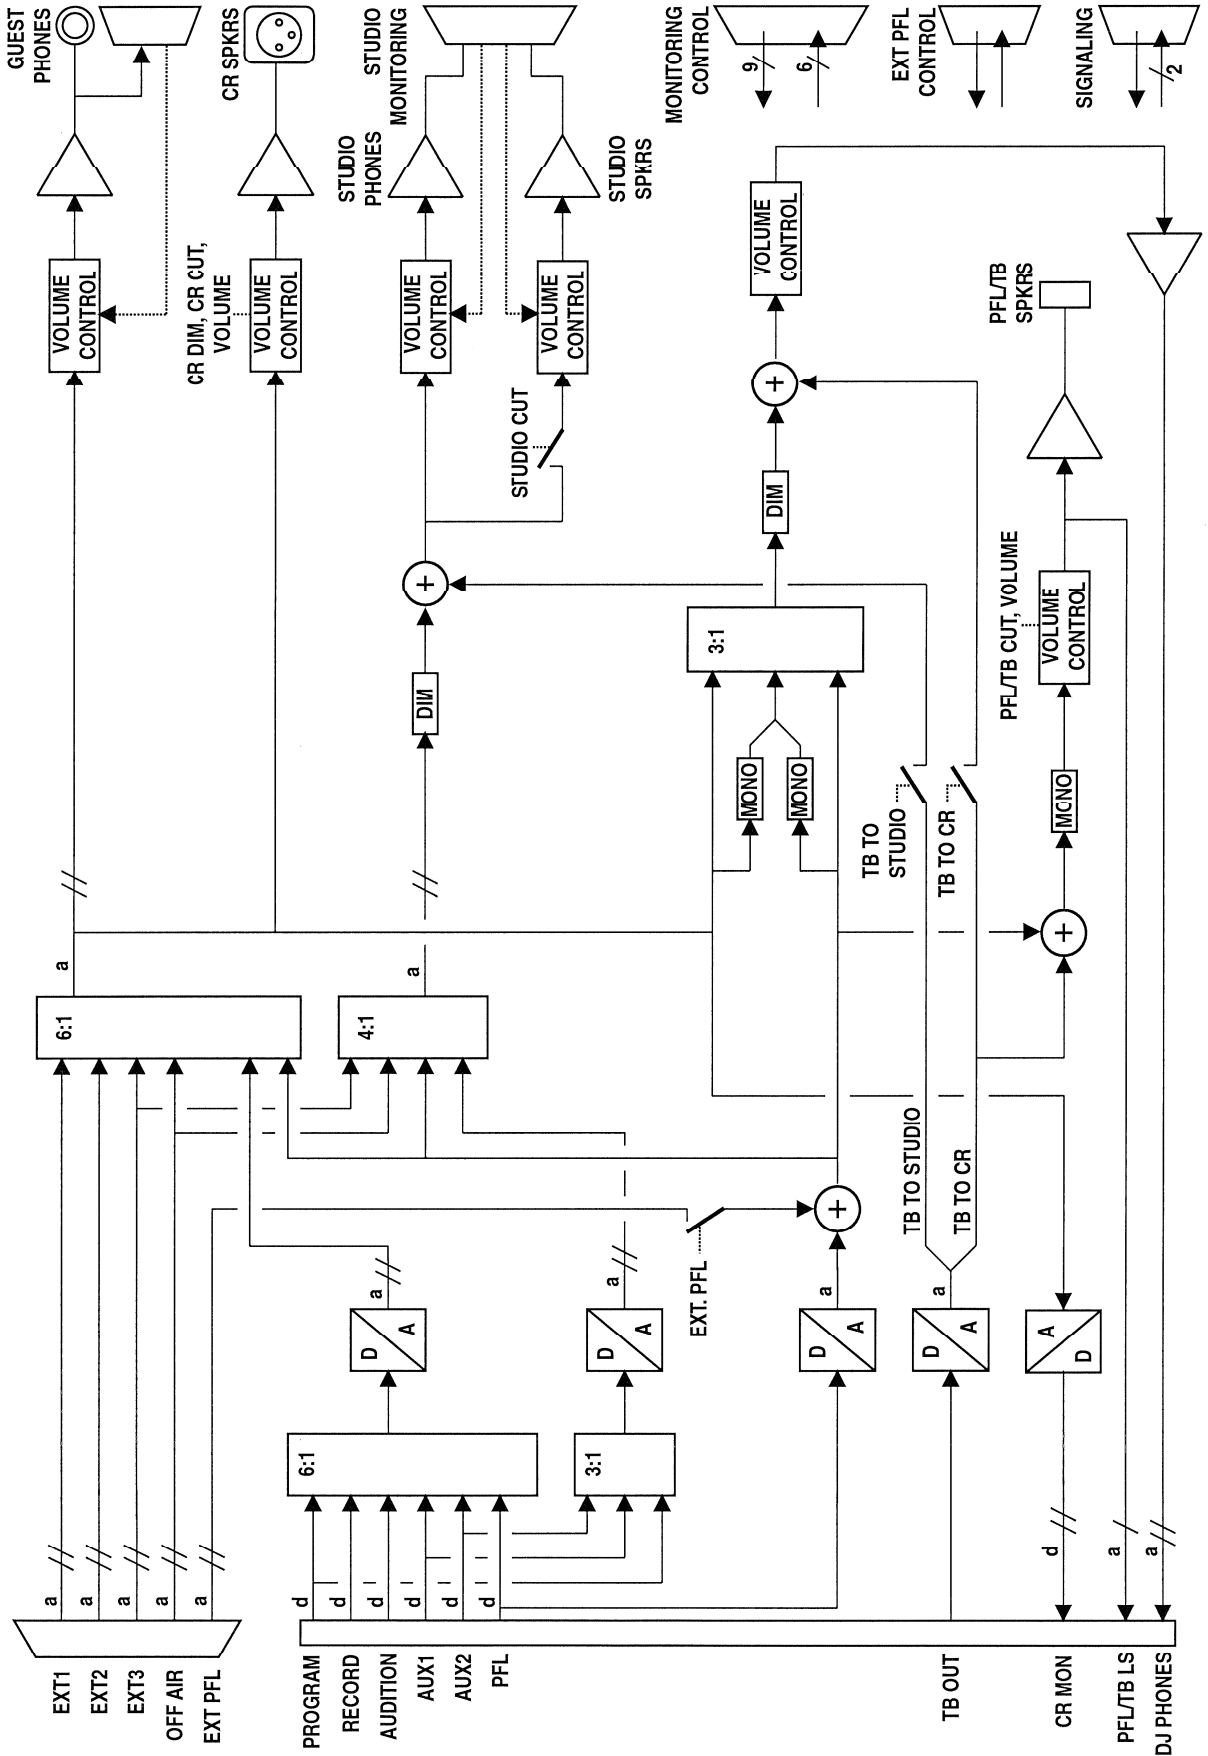 GUEST
PHONES
CR SPKRS
STUDIO
MONITORING
MONITORING
CONTROL
9
6
EXT PFL
CONTROL
SIGNALING
2
STUDIO
PHONES
STUDIO
SPKRS
VOLUME
CONTROL
CR DIM, CR CUT,
VOLUME
VOLUME
CONTROL
VOLUME
CONTROL
VOLUME
CONTROL
VOLUME
CONTROL
PFL/TB
SPKRS
+
STUDIO CUT
DIM
+
PFL/TB CUT, VOLUME
VOLUME
CONTROL
3:1
DIM
MONO
MONO
TB TO
STUDIO
TB TO CR
MONO
+
a
a
6:1
4:1
TB TO STUDIO
TB TO CR
+
EXT. PFL
a
a
a
a
D
A
D
A
D
A
D
A
A
D
6:1
3:1
a
a
a
a
a
d
d
d
d
d
d
d
a
a
EXT1
EXT2
EXT3
OFF AIR
EXT PFL
PROGRAM
RECORD
AUDITION
AUX1
AUX2
PFL
TB OUT
CR MON
PFL/TB LS
DJ PHONES